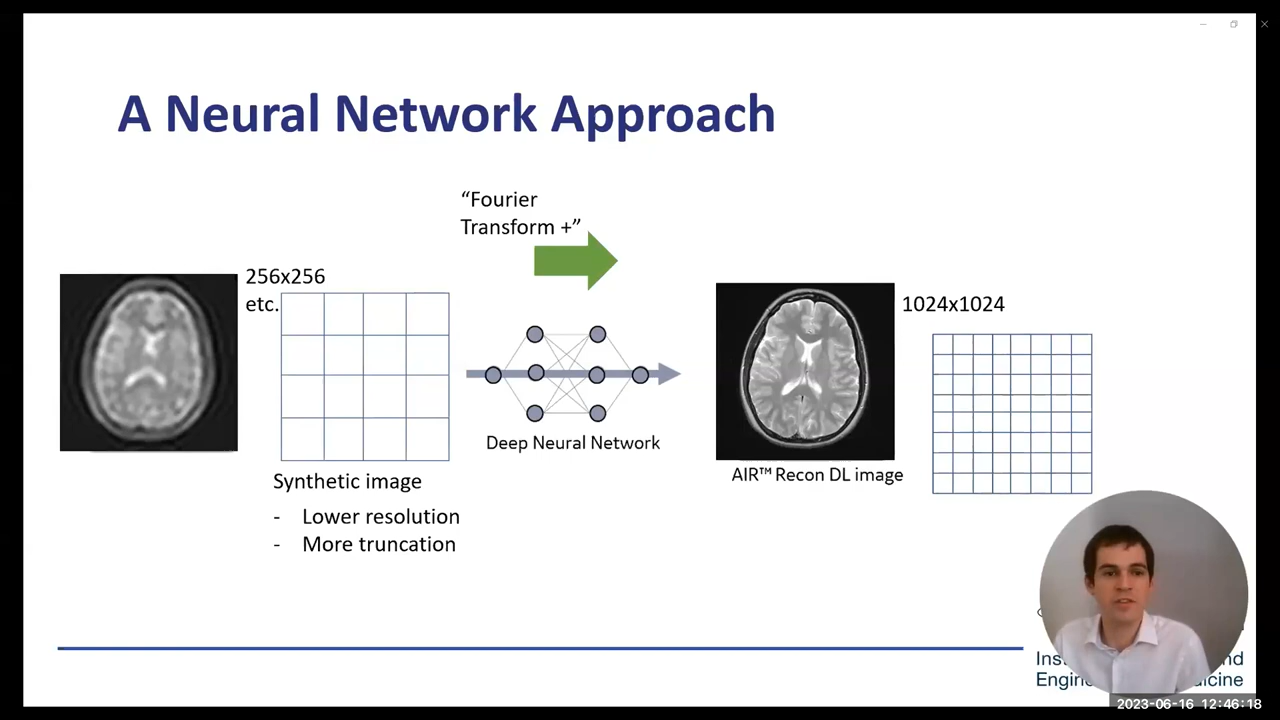 A Neural Network Approach
“Fourier
Transform +”
256x256
etc.
1024x1024
Deep Neural Network
AIR™ Recon DL image
Synthetic image
- Lower resolution
- More truncation
2023-06-16 12:46:18